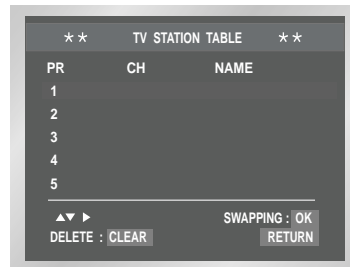 ** TV STATION TABLE **
PR CH NAME
1
2
3
4
5
▲▼ ▶ SWAPPING : OK
DELETE : CLEAR RETURN